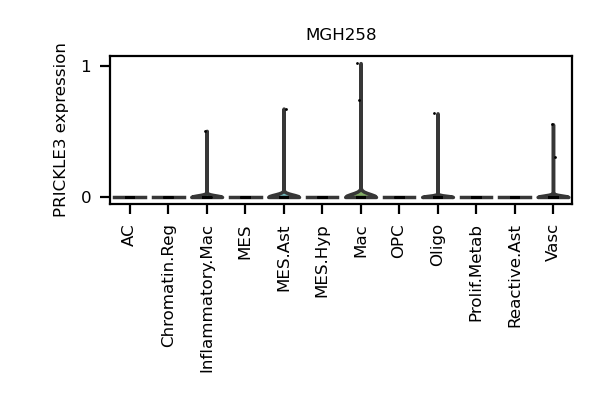 MGH258
PRICKLE3 expression
1
0
AC
Chromatin.Reg
Inflammatory.Mac
MES
MES.Ast
MES.Hyp
Mac
OPC
Oligo
Prolif.Metab
Reactive.Ast
Vasc